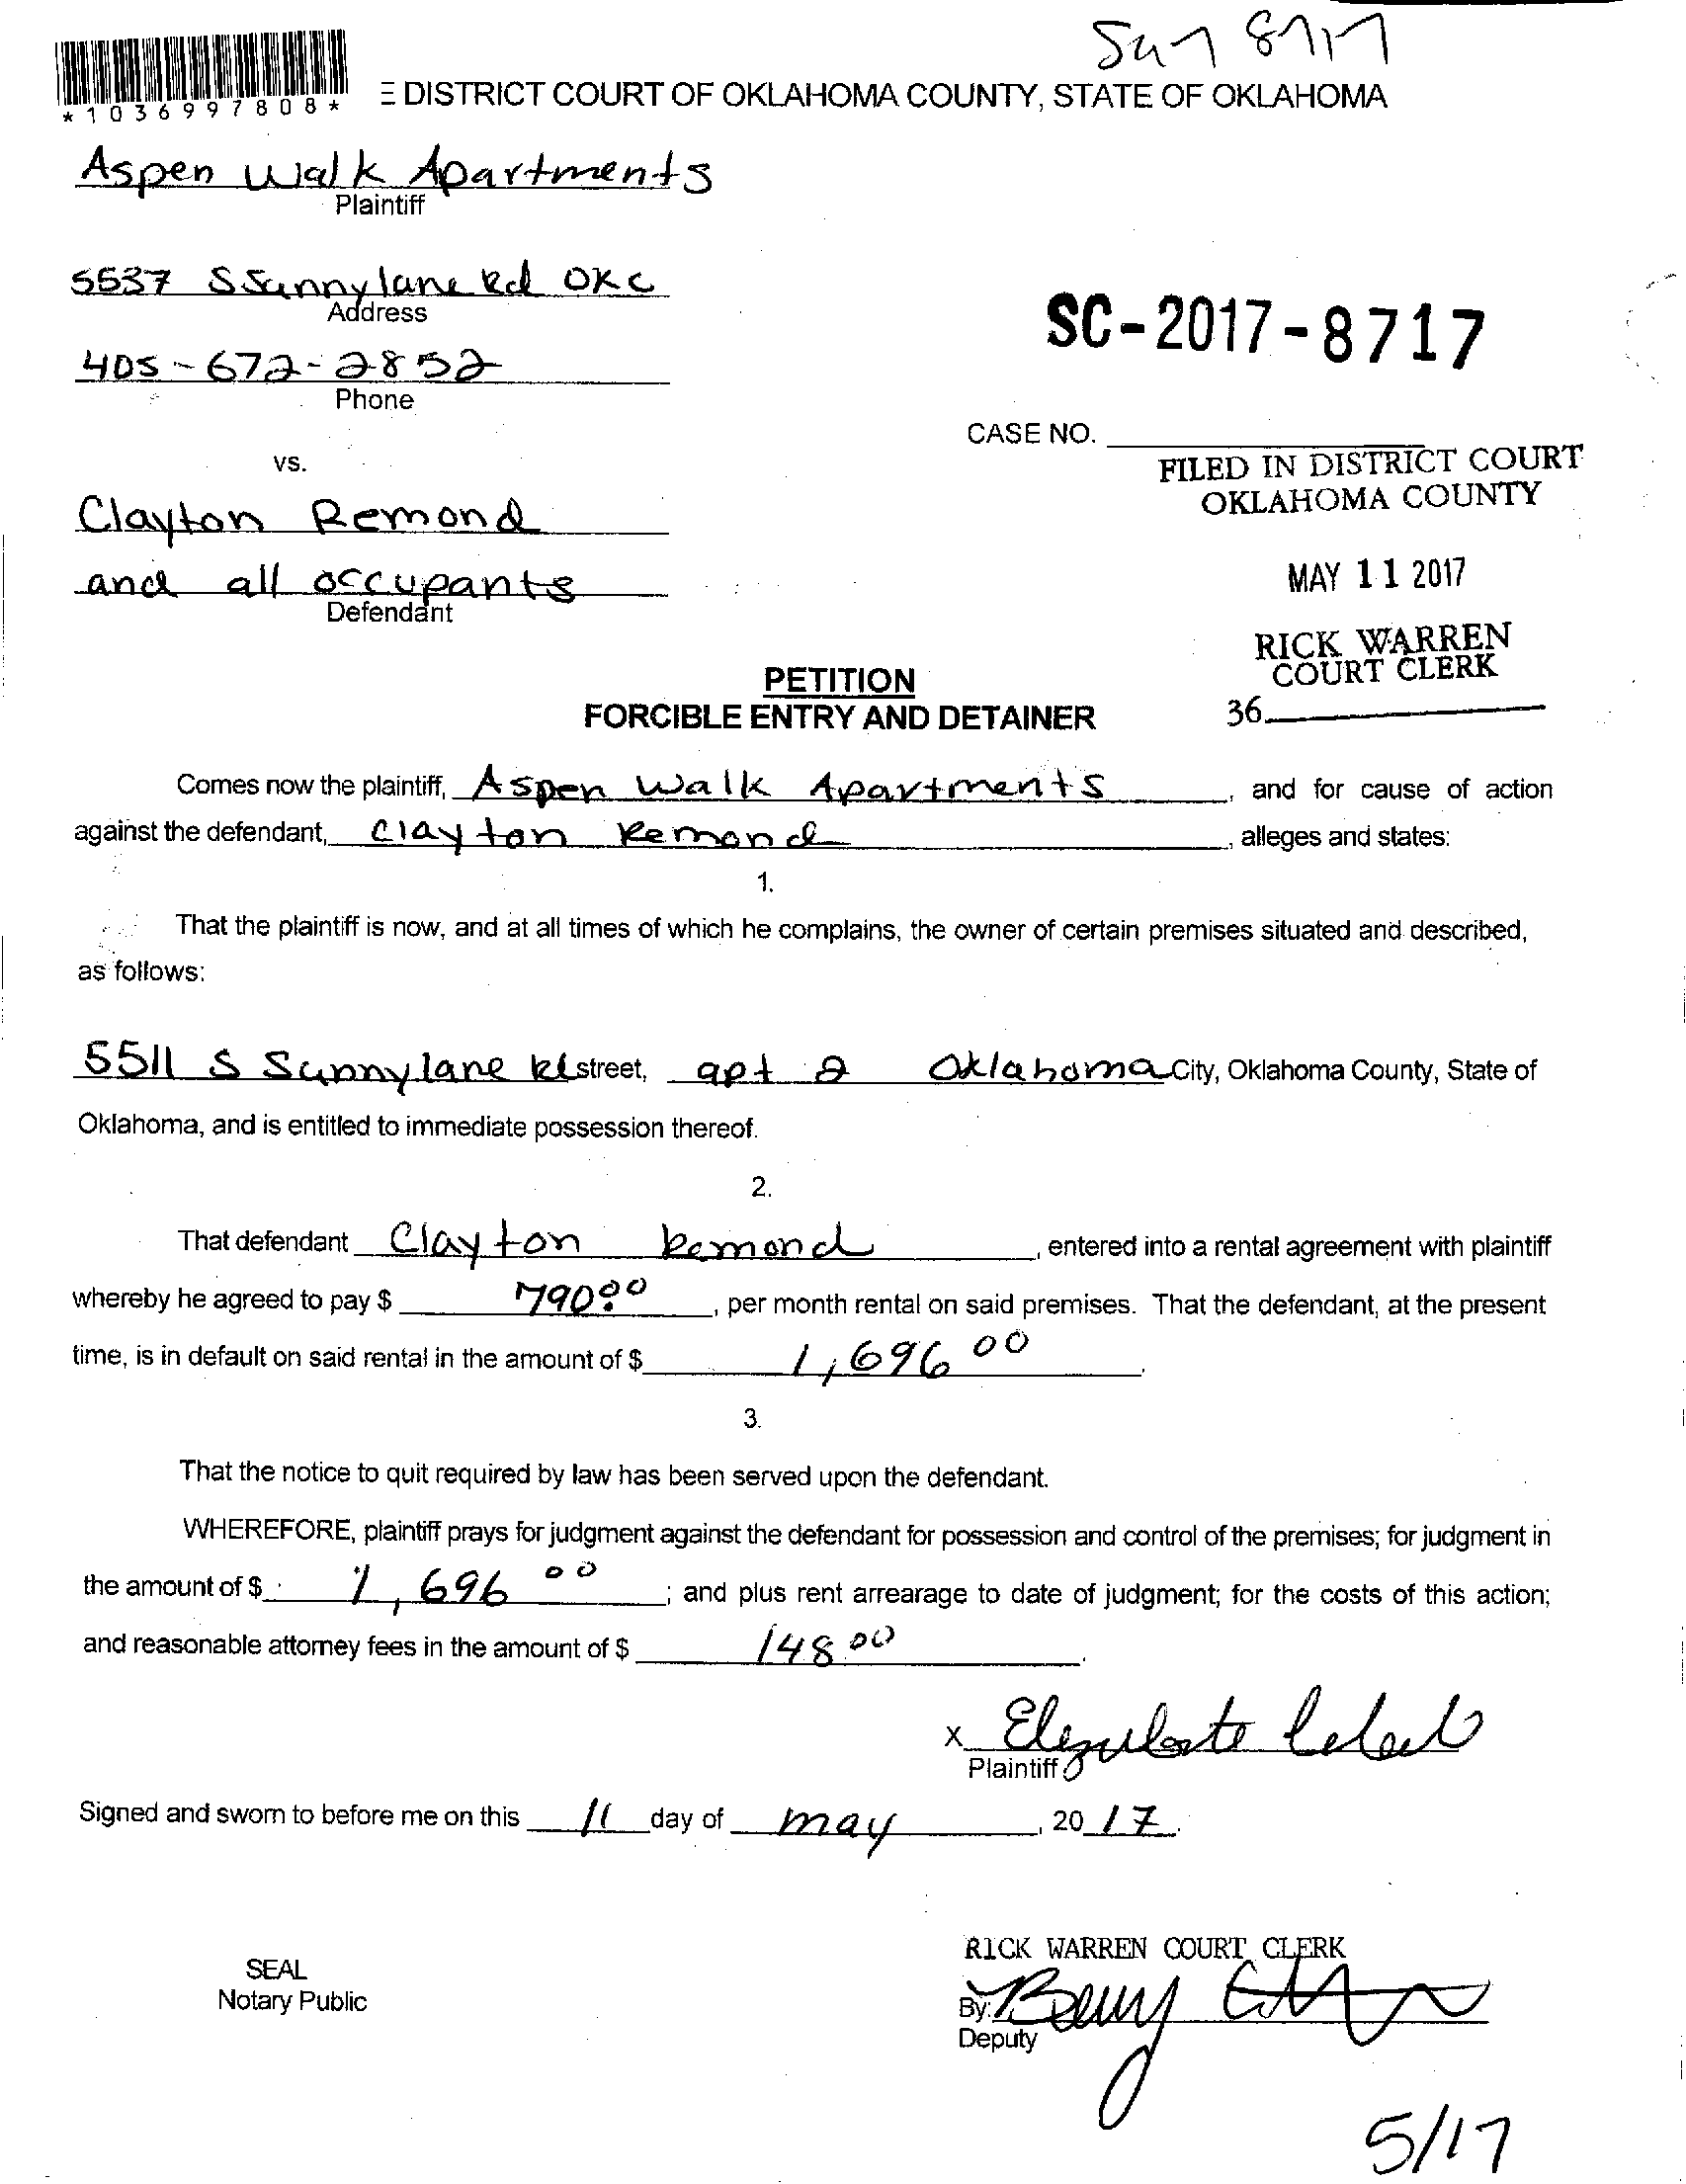 *1036997808*
DISTRICT COURT OF OKLAHOMA COUNTY, STATE OF OKLAHOMA
Aspen Walk Apartments
Plaintiff
5537 S Sunnylane Rd OKC
Address
SC-2017-8717
405-672-2852
Phone
CASE NO.
FILED IN DISTRICT COURT
OKLAHOMA COUNTY
vs.
Clayton Remond
MAY 11 2017
and all occupants
Defendant
RICK WARREN
COURT CLERK
36
PETITION
FORCIBLE ENTRY AND DETAINER
Comes now the plaintiff, Aspen Walk Apartments, and for cause of action
against the defendant, Clayton Remond, alleges and states:
1.
That the plaintiff is now, and at all times of which he complains, the owner of certain premises situated and described,
as follows:
5511 S Sunnylane Rd street, apt 2 Oklahoma City, Oklahoma County, State of
Oklahoma, and is entitled to immediate possession thereof.
2.
That defendant Clayton Remond, entered into a rental agreement with plaintiff
whereby he agreed to pay $ 790.00, per month rental on said premises. That the defendant, at the present
time, is in default on said rental in the amount of $ 1,696 00.
3.
That the notice to quit required by law has been served upon the defendant.
WHEREFORE, plaintiff prays for judgment against the defendant for possession and control of the premises; for judgment in
the amount of $ 1,696 00; and plus rent arrearage to date of judgment; for the costs of this action;
and reasonable attorney fees in the amount of $ 148 00.
X
Plaintiff
Signed and sworn to before me on this 11 day of may, 20 17.
RICK WARREN COURT CLERK
SEAL
Notary Public
By:
Deputy
5/17